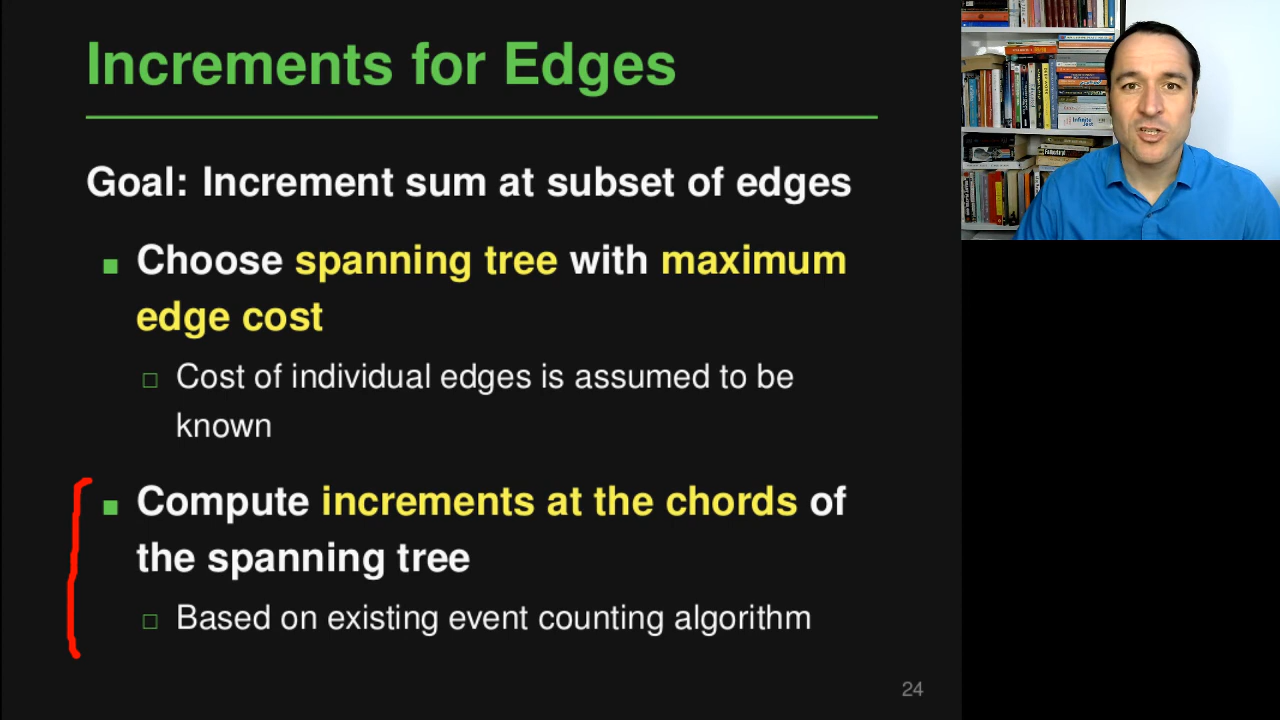 Increments for Edges
Goal: Increment sum at subset of edges
Choose spanning tree with maximum
edge cost
Cost of individual edges is assumed to be
known
Compute increments at the chords of
the spanning tree
Based on existing event counting algorithm
24
Infinite
Jest